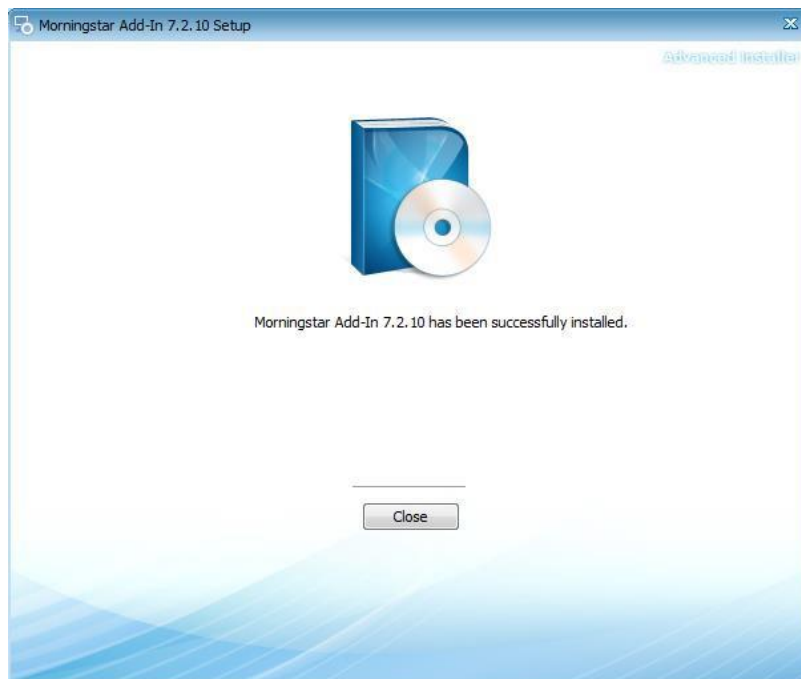 Morningstar Add-In 7.2.10 Setup
Advanced Installer
Morningstar Add-In 7.2.10 has been successfully installed.
Close